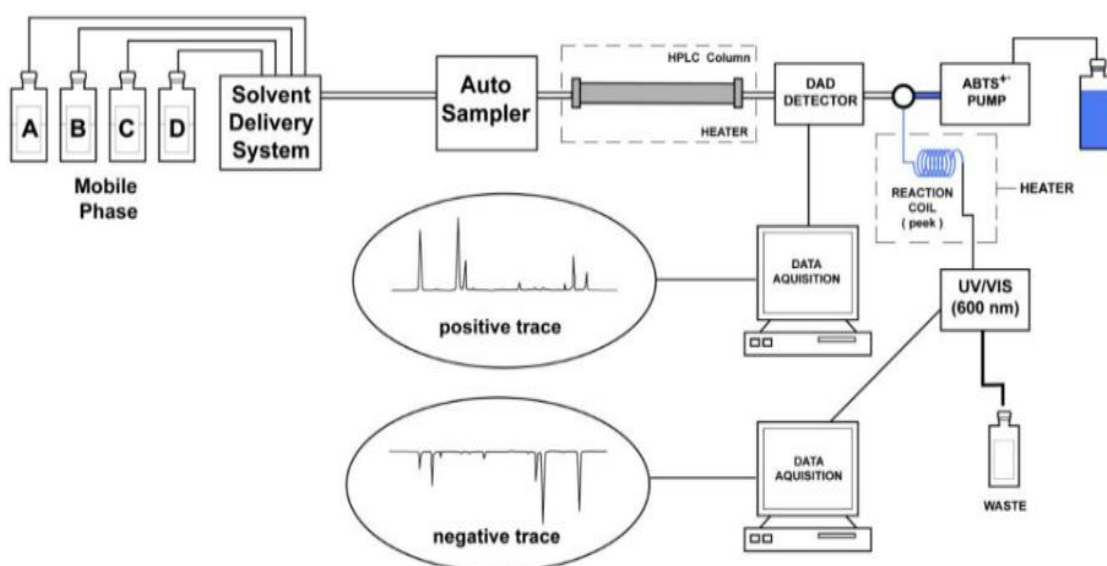 A
B
C
D
Mobile
Phase
Solvent
Delivery
System
Auto
Sampler
HPLC Column
HEATER
DAD
DETECTOR
ABTS+·
PUMP
REACTION
COIL
( peek )
HEATER
DATA
AQUISITION
positive trace
UV/VIS
(600 nm)
DATA
AQUISITION
negative trace
WASTE